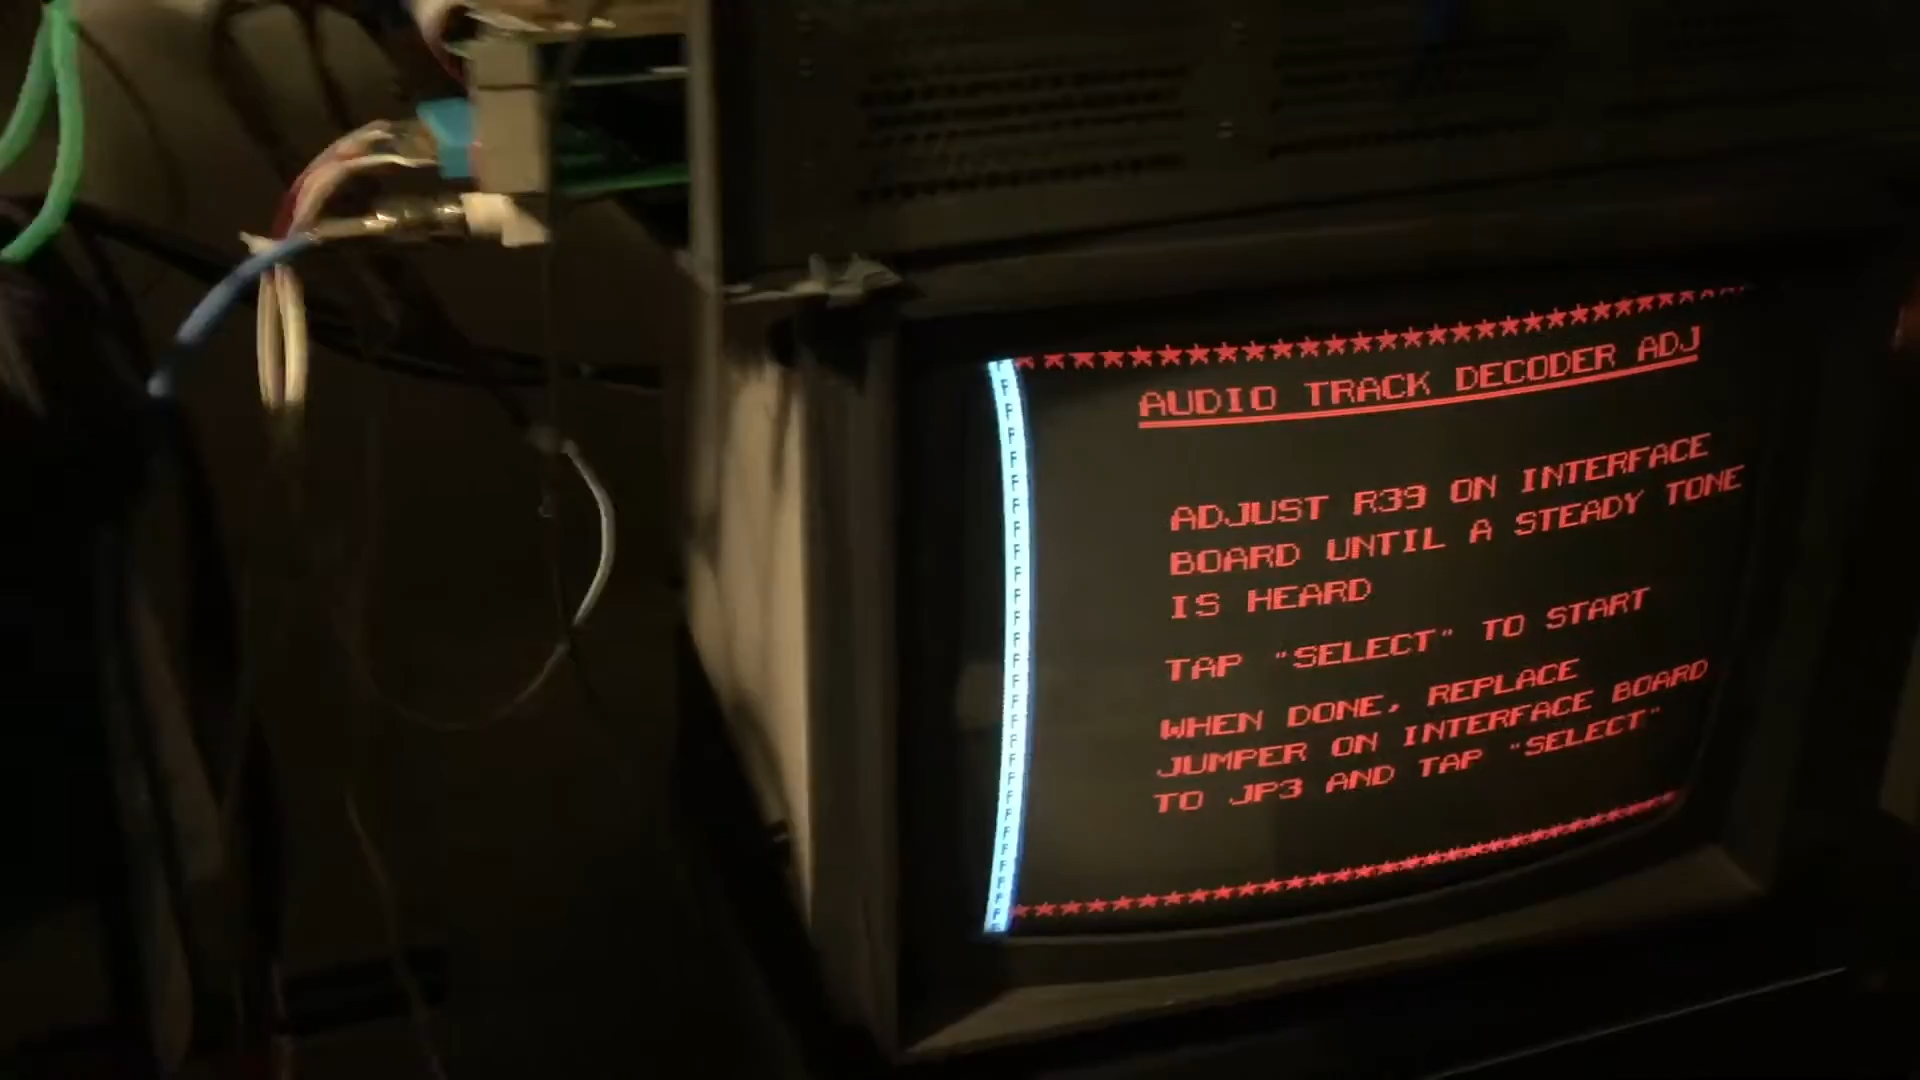 ********************************
AUDIO TRACK DECODER ADJ
ADJUST R39 ON INTERFACE
BOARD UNTIL A STEADY TONE
IS HEARD
TAP "SELECT" TO START
WHEN DONE, REPLACE
JUMPER ON INTERFACE BOARD
TO JP3 AND TAP "SELECT"
********************************